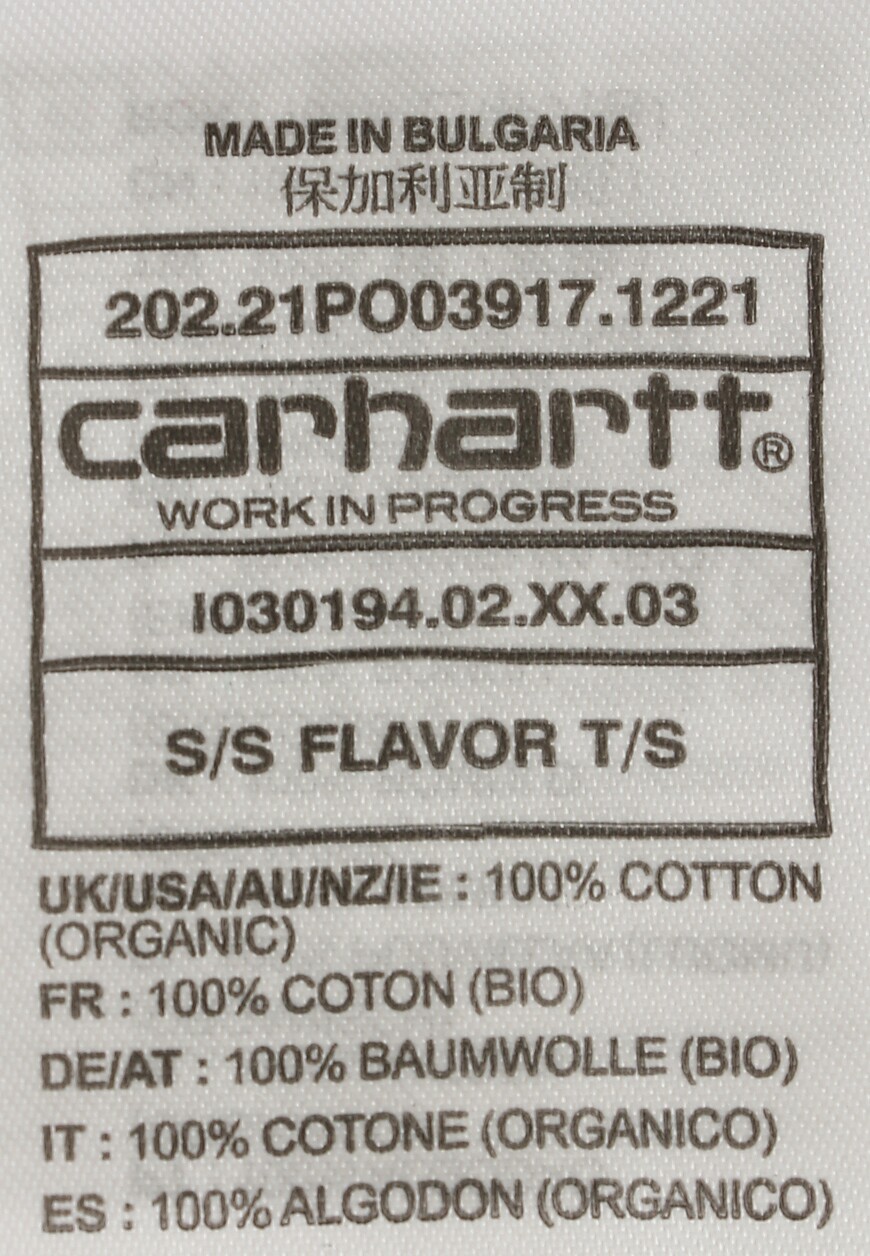 MADE IN BULGARIA
保加利亚制
202.21PO03917.1221
carhartt®
WORK IN PROGRESS
I030194.02.XX.03
S/S FLAVOR T/S
UK/USA/AU/NZ/IE : 100% COTTON
(ORGANIC)
FR : 100% COTON (BIO)
DE/AT : 100% BAUMWOLLE (BIO)
IT : 100% COTONE (ORGANICO)
ES : 100% ALGODON (ORGANICO)